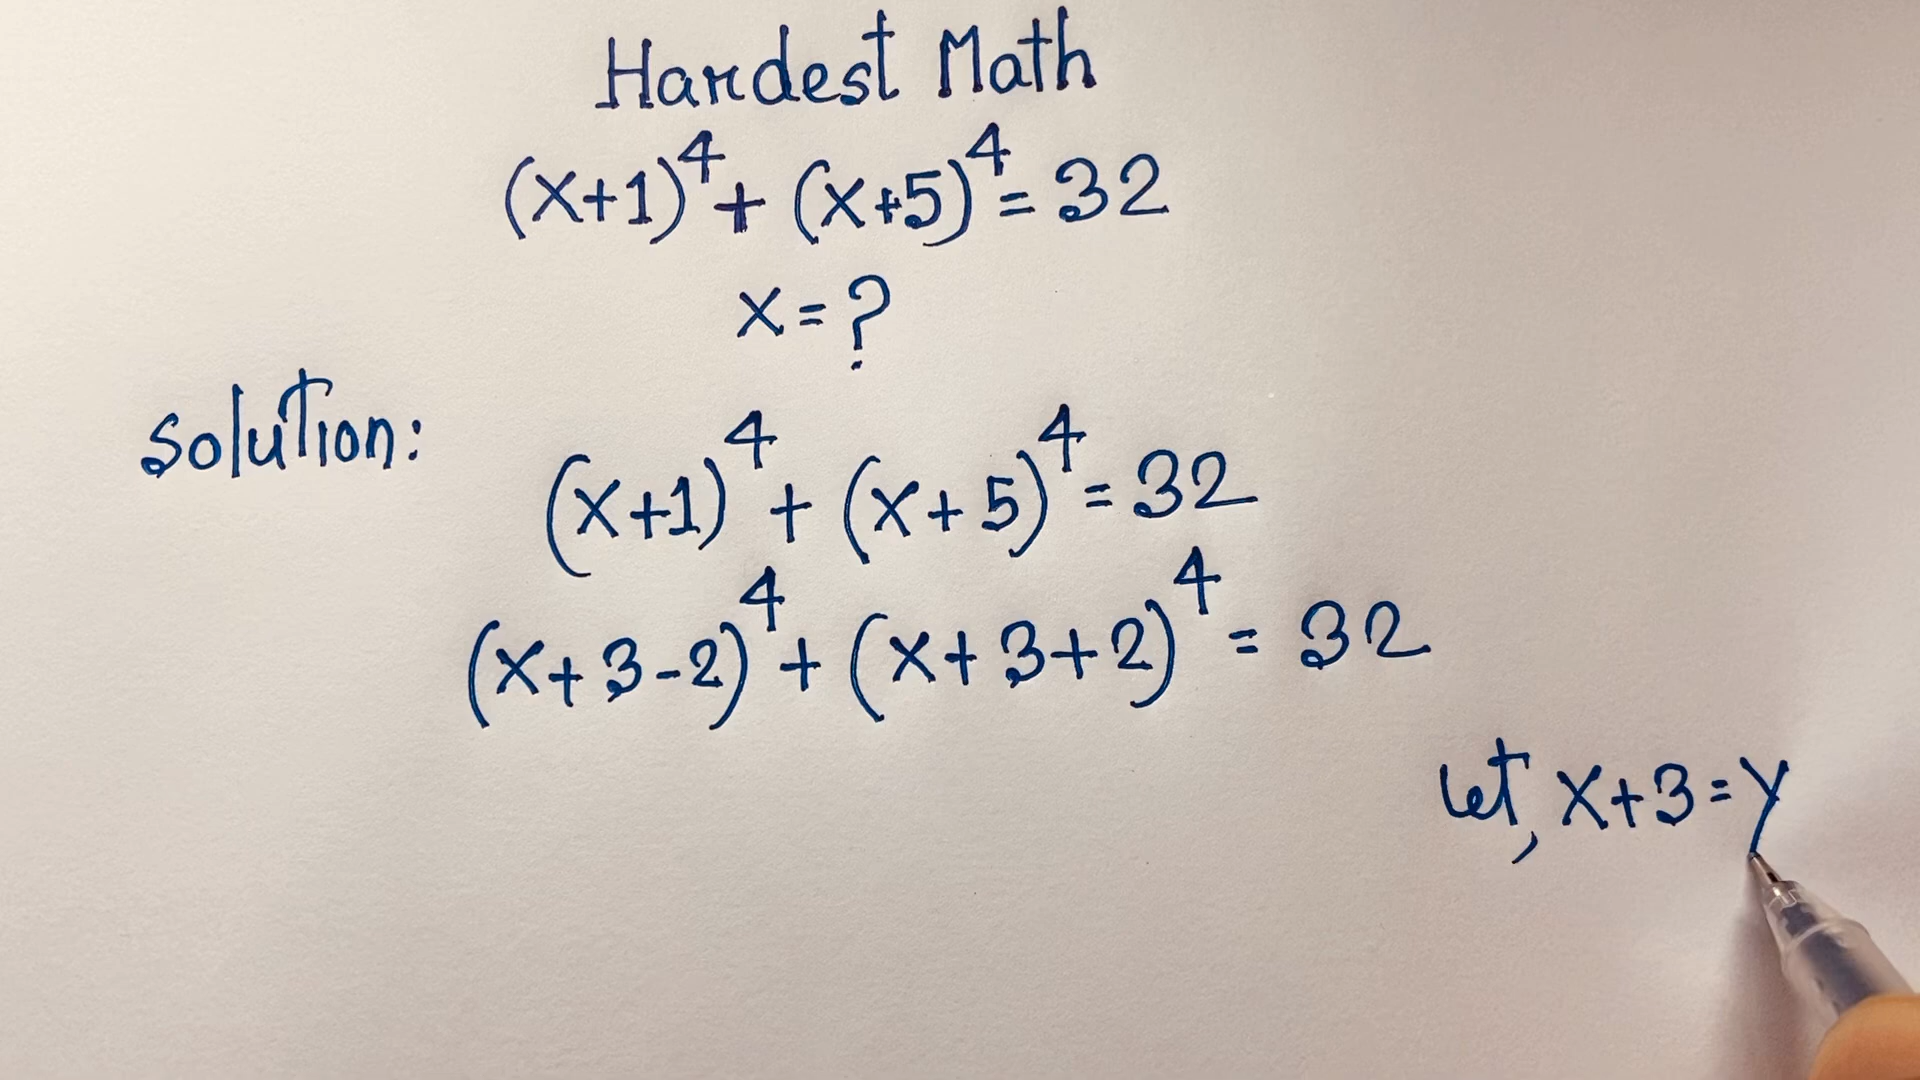 Hardest Math
(x+1)⁴+ (x+5)⁴= 32
x=?
Solution:
(x+1)⁴ + (x+5)⁴= 32
(x+3-2)⁴+ (x+3+2)⁴ = 32
let, x+3=y